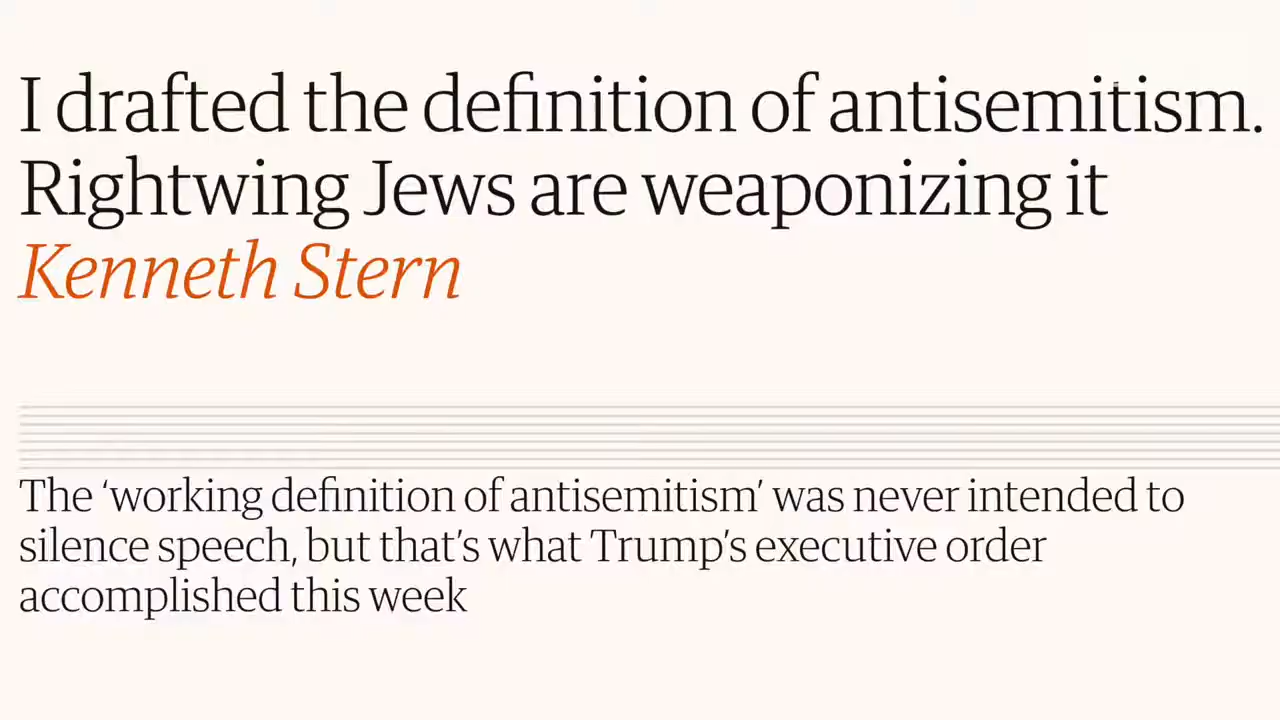 I drafted the definition of antisemitism.
Rightwing Jews are weaponizing it
Kenneth Stern
The ‘working definition of antisemitism’ was never intended to
silence speech, but that’s what Trump’s executive order
accomplished this week